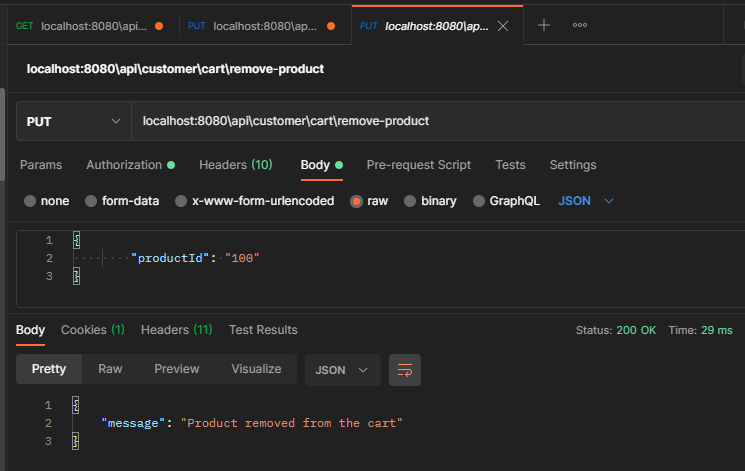 GET localhost:8080\api... PUT localhost:8080\ap... PUT localhost:8080\ap...
localhost:8080\api\customer\cart\remove-product
PUT localhost:8080\api\customer\cart\remove-product
Params Authorization Headers (10) Body Pre-request Script Tests Settings
none form-data x-www-form-urlencoded raw binary GraphQL JSON
1 {
2 "productId": "100"
3 }
Body Cookies (1) Headers (11) Test Results Status: 200 OK Time: 29 ms
Pretty Raw Preview Visualize JSON
1 {
2 "message": "Product removed from the cart"
3 }